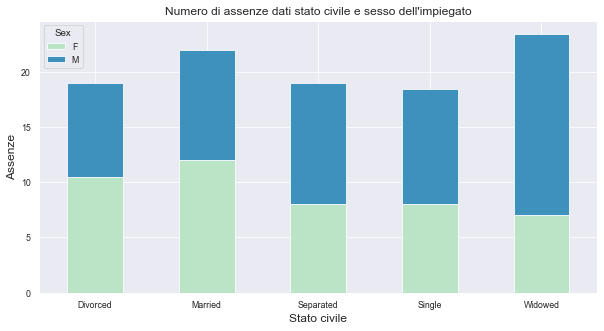 Numero di assenze dati stato civile e sesso dell'impiegato
Sex
F
M
Assenze
20
15
10
5
0
Divorced Married Separated Single Widowed
Stato civile